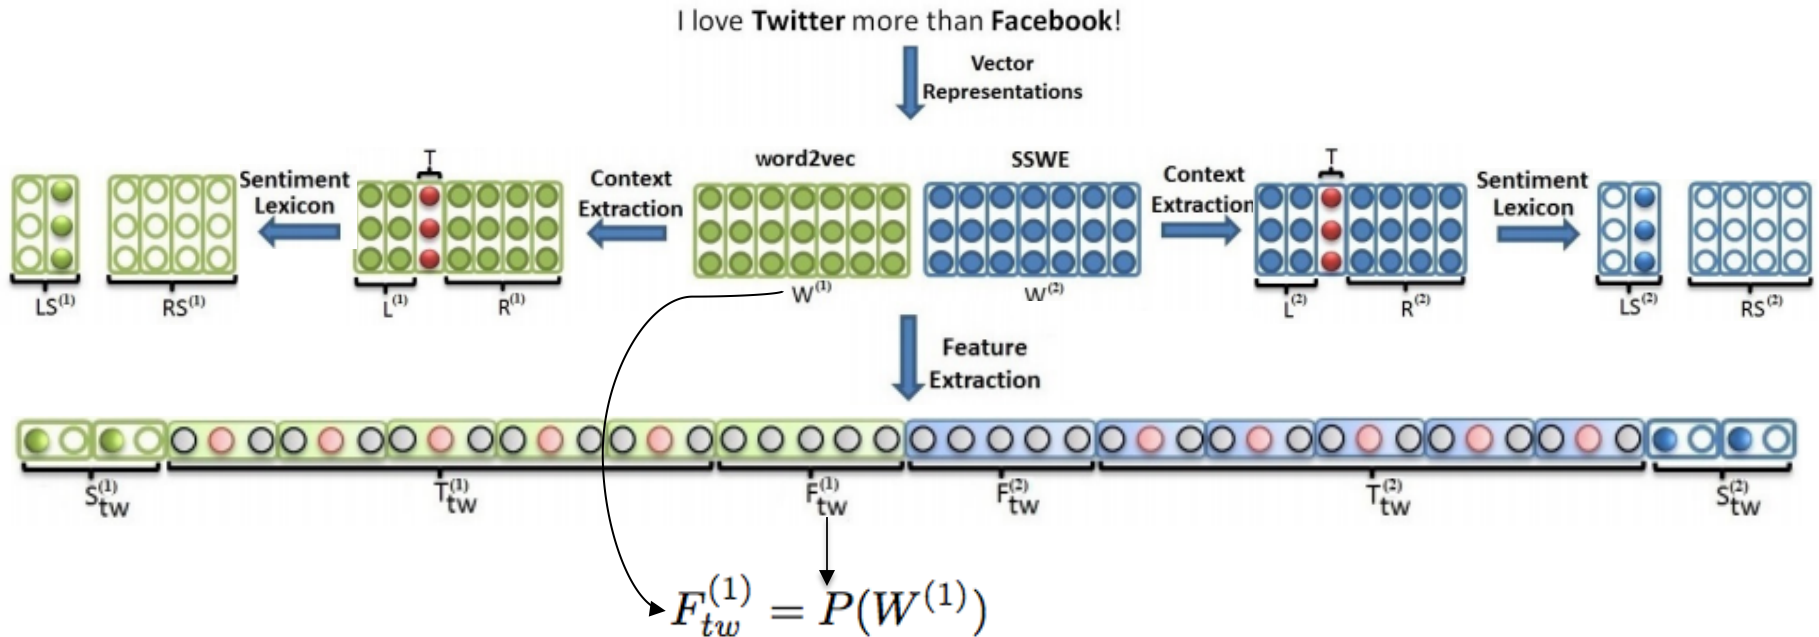 I love Twitter more than Facebook!
Vector
Representations
T
word2vec
SSWE
T
Sentiment
Lexicon
Context
Extraction
Context
Extraction
Sentiment
Lexicon
LS(1)
RS(1)
L(1)
R(1)
W(1)
W(2)
L(2)
R(2)
LS(2)
RS(2)
Feature
Extraction
S(1)tw
T(1)tw
F(1)tw
F(2)tw
T(2)tw
S(2)tw
F(1)tw = P(W(1))